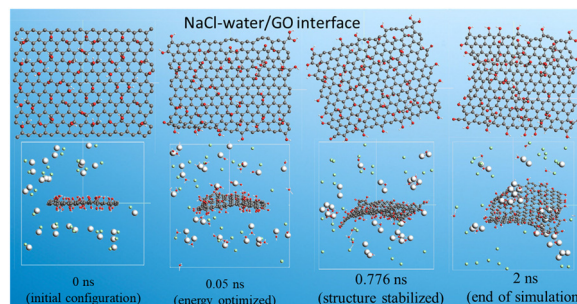 NaCl-water/GO interface
0 ns
(initial configuration)
0.05 ns
(energy optimized)
0.776 ns
(structure stabilized)
2 ns
(end of simulation)